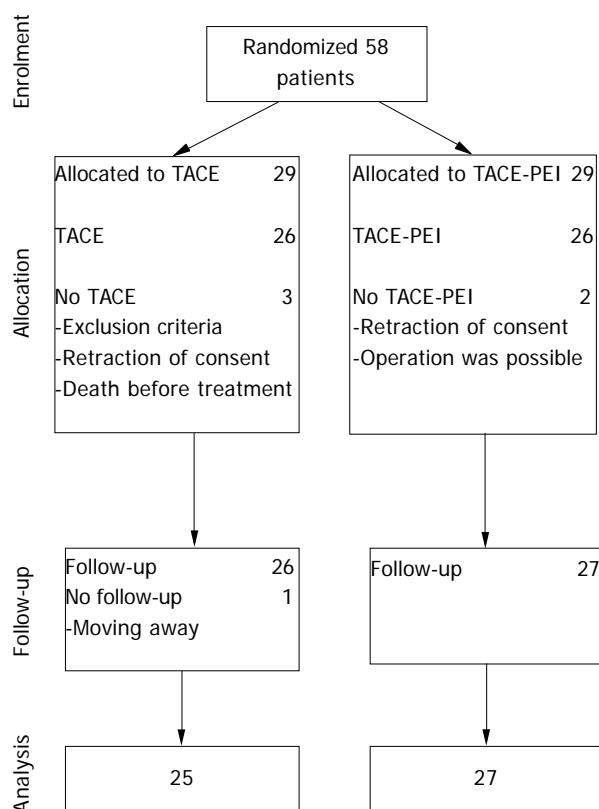 Enrolment
Randomized 58
patients
Allocation
Allocated to TACE 29
TACE 26
No TACE 3
-Exclusion criteria
-Retraction of consent
-Death before treatment
Allocated to TACE-PEI 29
TACE-PEI 26
No TACE-PEI 2
-Retraction of consent
-Operation was possible
Follow-up
Follow-up 26
No follow-up 1
-Moving away
Follow-up 27
Analysis
25
27